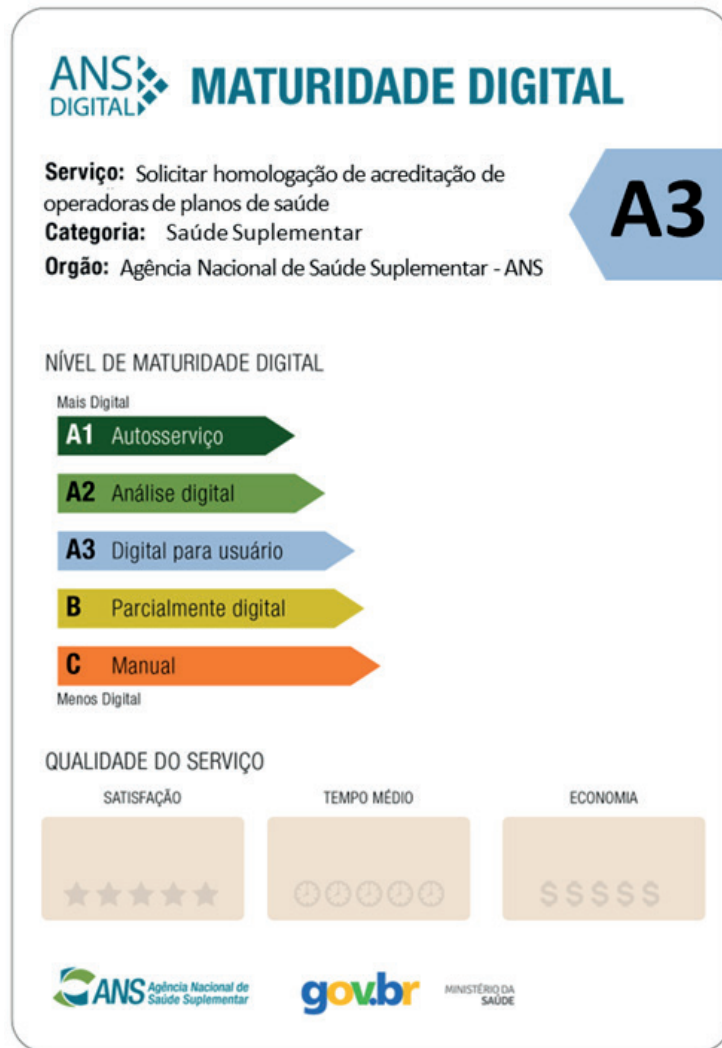 ANS
DIGITAL
MATURIDADE DIGITAL
Serviço: Solicitar homologação de acreditação de
operadoras de planos de saúde
Categoria: Saúde Suplementar
Orgão: Agência Nacional de Saúde Suplementar - ANS
A3
NÍVEL DE MATURIDADE DIGITAL
Mais Digital
A1 Autosserviço
A2 Análise digital
A3 Digital para usuário
B Parcialmente digital
C Manual
Menos Digital
QUALIDADE DO SERVIÇO
SATISFAÇÃO TEMPO MÉDIO ECONOMIA
$$$$$
ANS Agência Nacional de
Saúde Suplementar
gov.br
MINISTÉRIO DA
SAÚDE